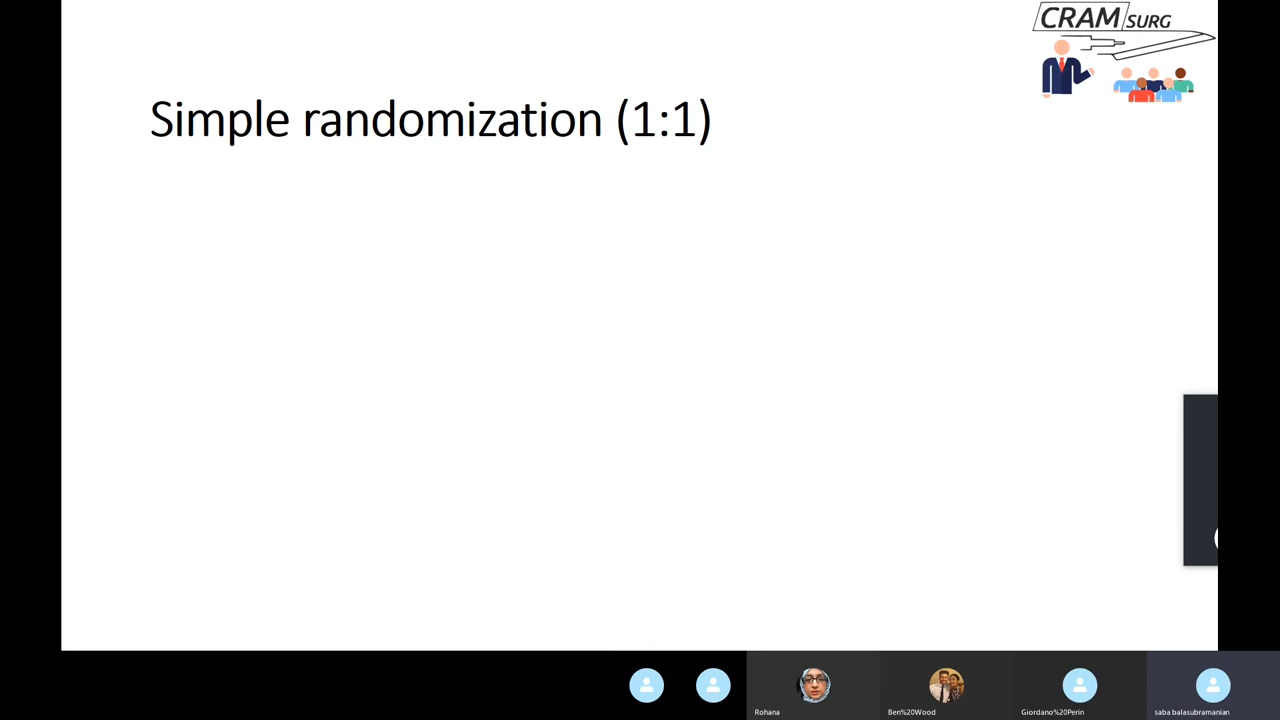 CRAM SURG
Simple randomization (1:1)
Rohana
Ben%20Wood
Giordano%20Perin
saba balasubramanian